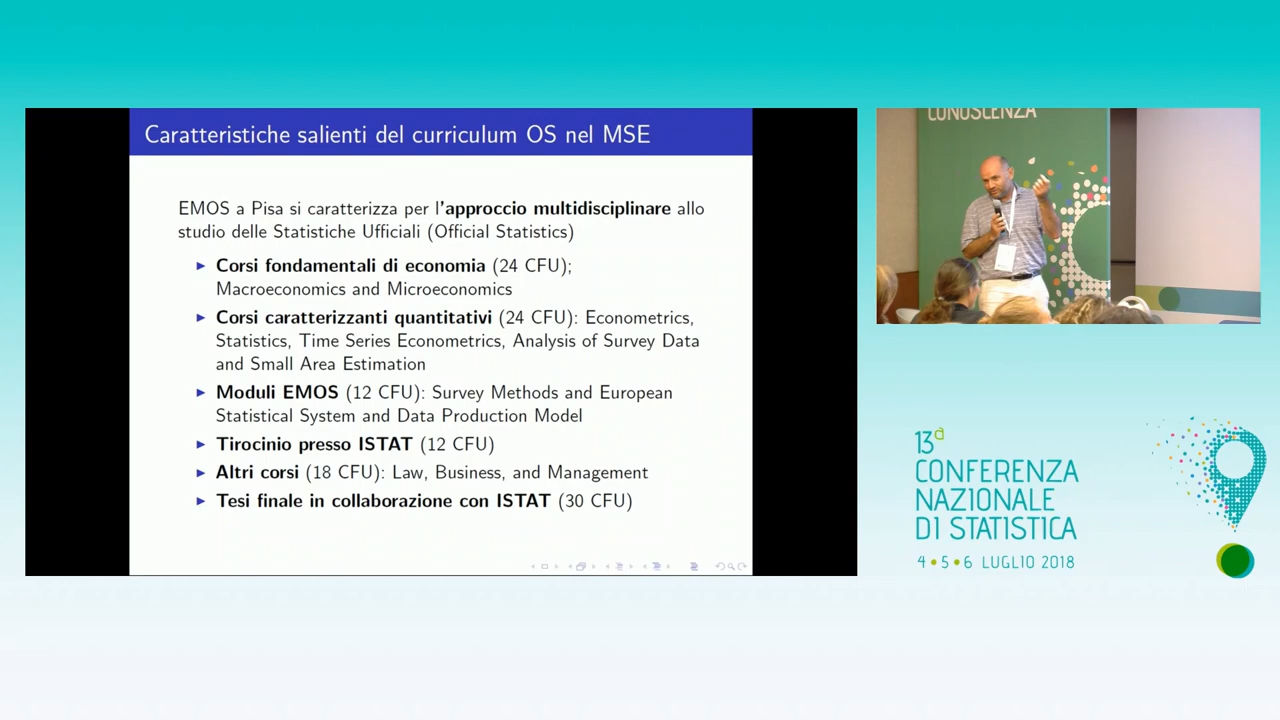 Caratteristiche salienti del curriculum OS nel MSE
EMOS a Pisa si caratterizza per l'approccio multidisciplinare allo
studio delle Statistiche Ufficiali (Official Statistics)
Corsi fondamentali di economia (24 CFU);
Macroeconomics and Microeconomics
Corsi caratterizzanti quantitativi (24 CFU): Econometrics,
Statistics, Time Series Econometrics, Analysis of Survey Data
and Small Area Estimation
Moduli EMOS (12 CFU): Survey Methods and European
Statistical System and Data Production Model
Tirocinio presso ISTAT (12 CFU)
Altri corsi (18 CFU): Law, Business, and Management
Tesi finale in collaborazione con ISTAT (30 CFU)
CONOSCENZA
13ª
CONFERENZA
NAZIONALE
DI STATISTICA
4 • 5 • 6 LUGLIO 2018